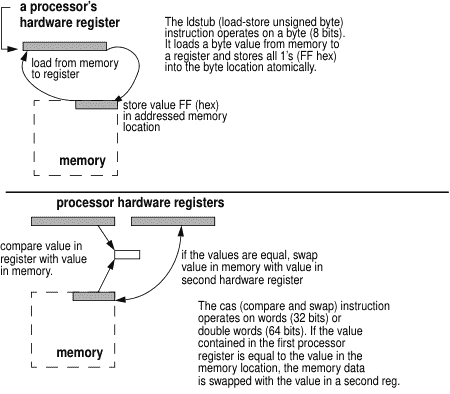 a processor's
hardware register
The ldstub (load-store unsigned byte)
instruction operates on a byte (8 bits).
It loads a byte value from memory to
a register and stores all 1's (FF hex)
into the byte location atomically.
load from memory
to register
store value FF (hex)
in addressed memory
location
memory
processor hardware registers
compare value in
register with value
in memory.
if the values are equal, swap
value in memory with value in
second hardware register
The cas (compare and swap) instruction
operates on words (32 bits) or
double words (64 bits). If the value
contained in the first processor
register is equal to the value in the
memory location, the memory data
is swapped with the value in a second reg.
memory